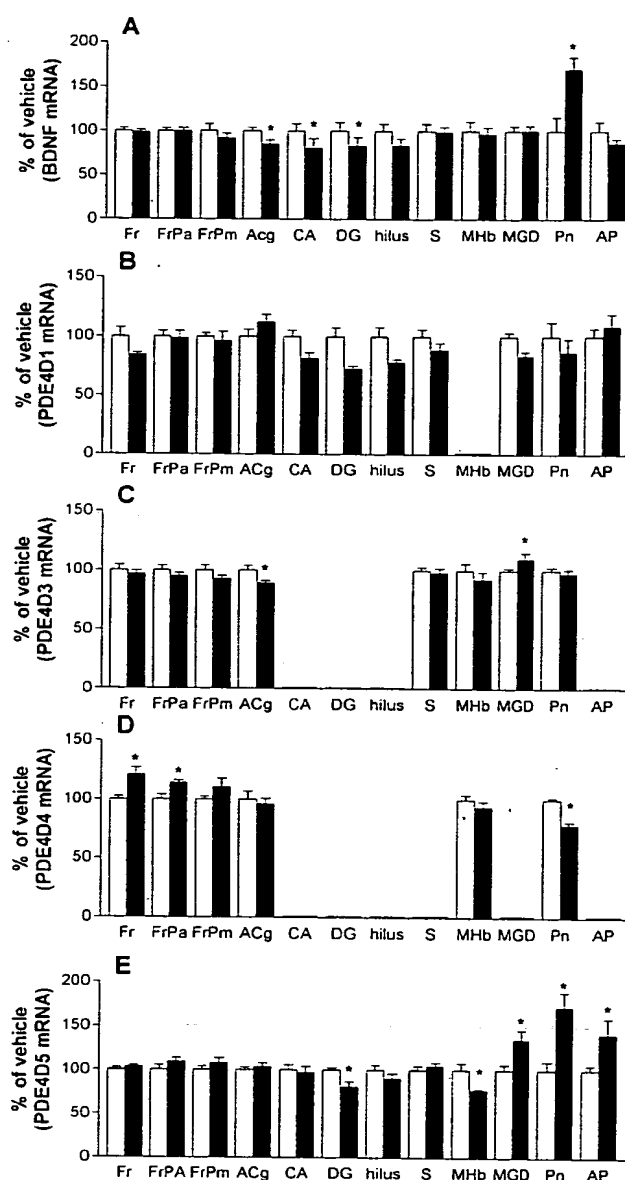 A
% of vehicle
(BDNF mRNA)
200
150
100
50
0
* * * *
Fr FrPa FrPm Acg CA DG hilus S MHb MGD Pn AP
B
% of vehicle
(PDE4D1 mRNA)
150
100
50
0
Fr FrPa FrPm ACg CA DG hilus S MHb MGD Pn AP
C
% of vehicle
(PDE4D3 mRNA)
150
100
50
0
* *
Fr FrPa FrPm ACg CA DG hilus S MHb MGD Pn AP
D
% of vehicle
(PDE4D4 mRNA)
150
100
50
0
* * *
Fr FrPa FrPm ACg CA DG hilus S MHb MGD Pn AP
E
% of vehicle
(PDE4D5 mRNA)
200
150
100
50
0
* * * * *
Fr FrPA FrPm ACg CA DG hilus S MHb MGD Pn AP